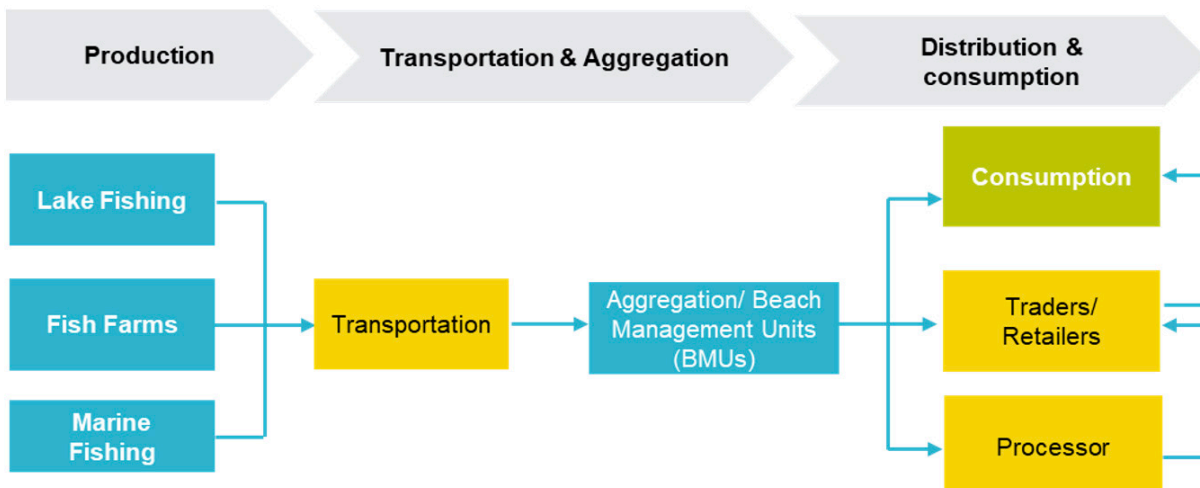 Production
Transportation & Aggregation
Distribution &
consumption
Lake Fishing
Consumption
Fish Farms
Transportation
Aggregation/ Beach
Management Units
(BMUs)
Traders/
Retailers
Marine
Fishing
Processor